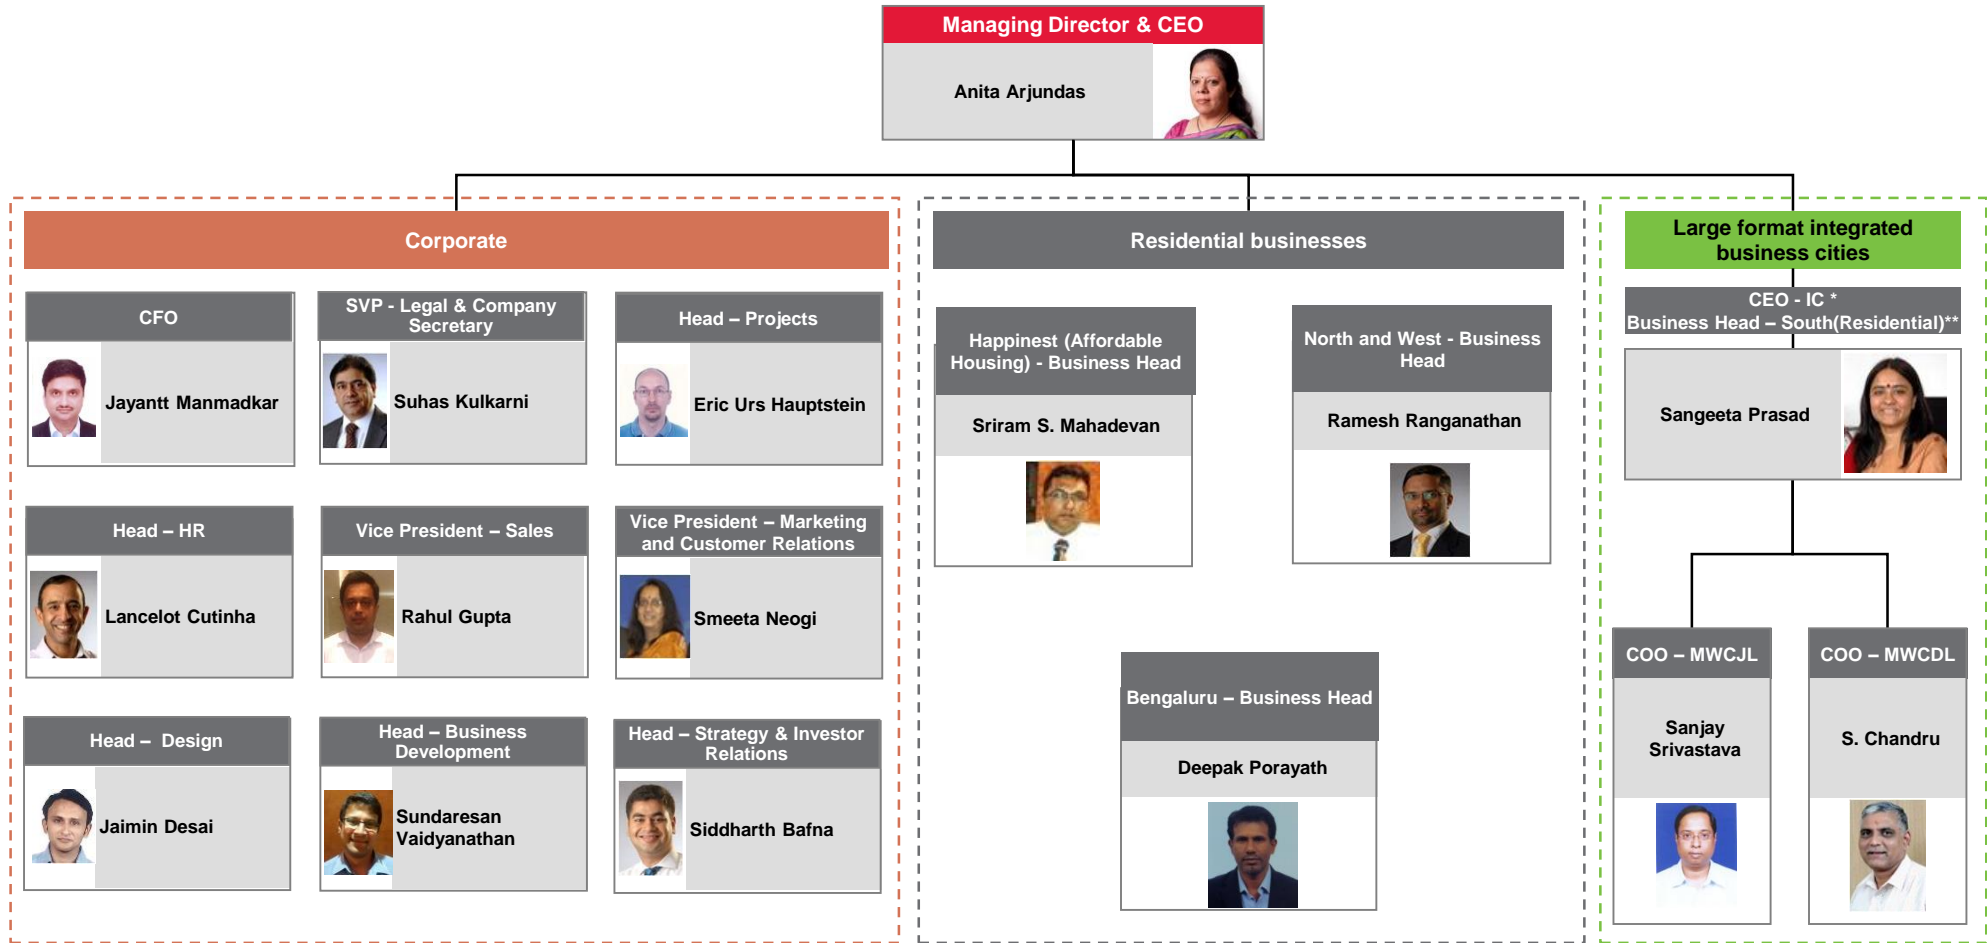 Managing Director & CEO
Anita Arjundas
Corporate
CFO
Jayantt Manmadkar
SVP - Legal & Company
Secretary
Suhas Kulkarni
Head – Projects
Eric Urs Hauptstein
Head – HR
Lancelot Cutinha
Vice President – Sales
Rahul Gupta
Vice President – Marketing
and Customer Relations
Smeeta Neogi
Head –  Design
Jaimin Desai
Head – Business
Development
Sundaresan
Vaidyanathan
Head – Strategy & Investor
Relations
Siddharth Bafna
Residential businesses
Happinest (Affordable
Housing) - Business Head
Sriram S. Mahadevan
North and West - Business
Head
Ramesh Ranganathan
Bengaluru – Business Head
Deepak Porayath
Large format integrated
business cities
CEO - IC *
Business Head – South(Residential)**
Sangeeta Prasad
COO – MWCJL
Sanjay
Srivastava
COO – MWCDL
S. Chandru